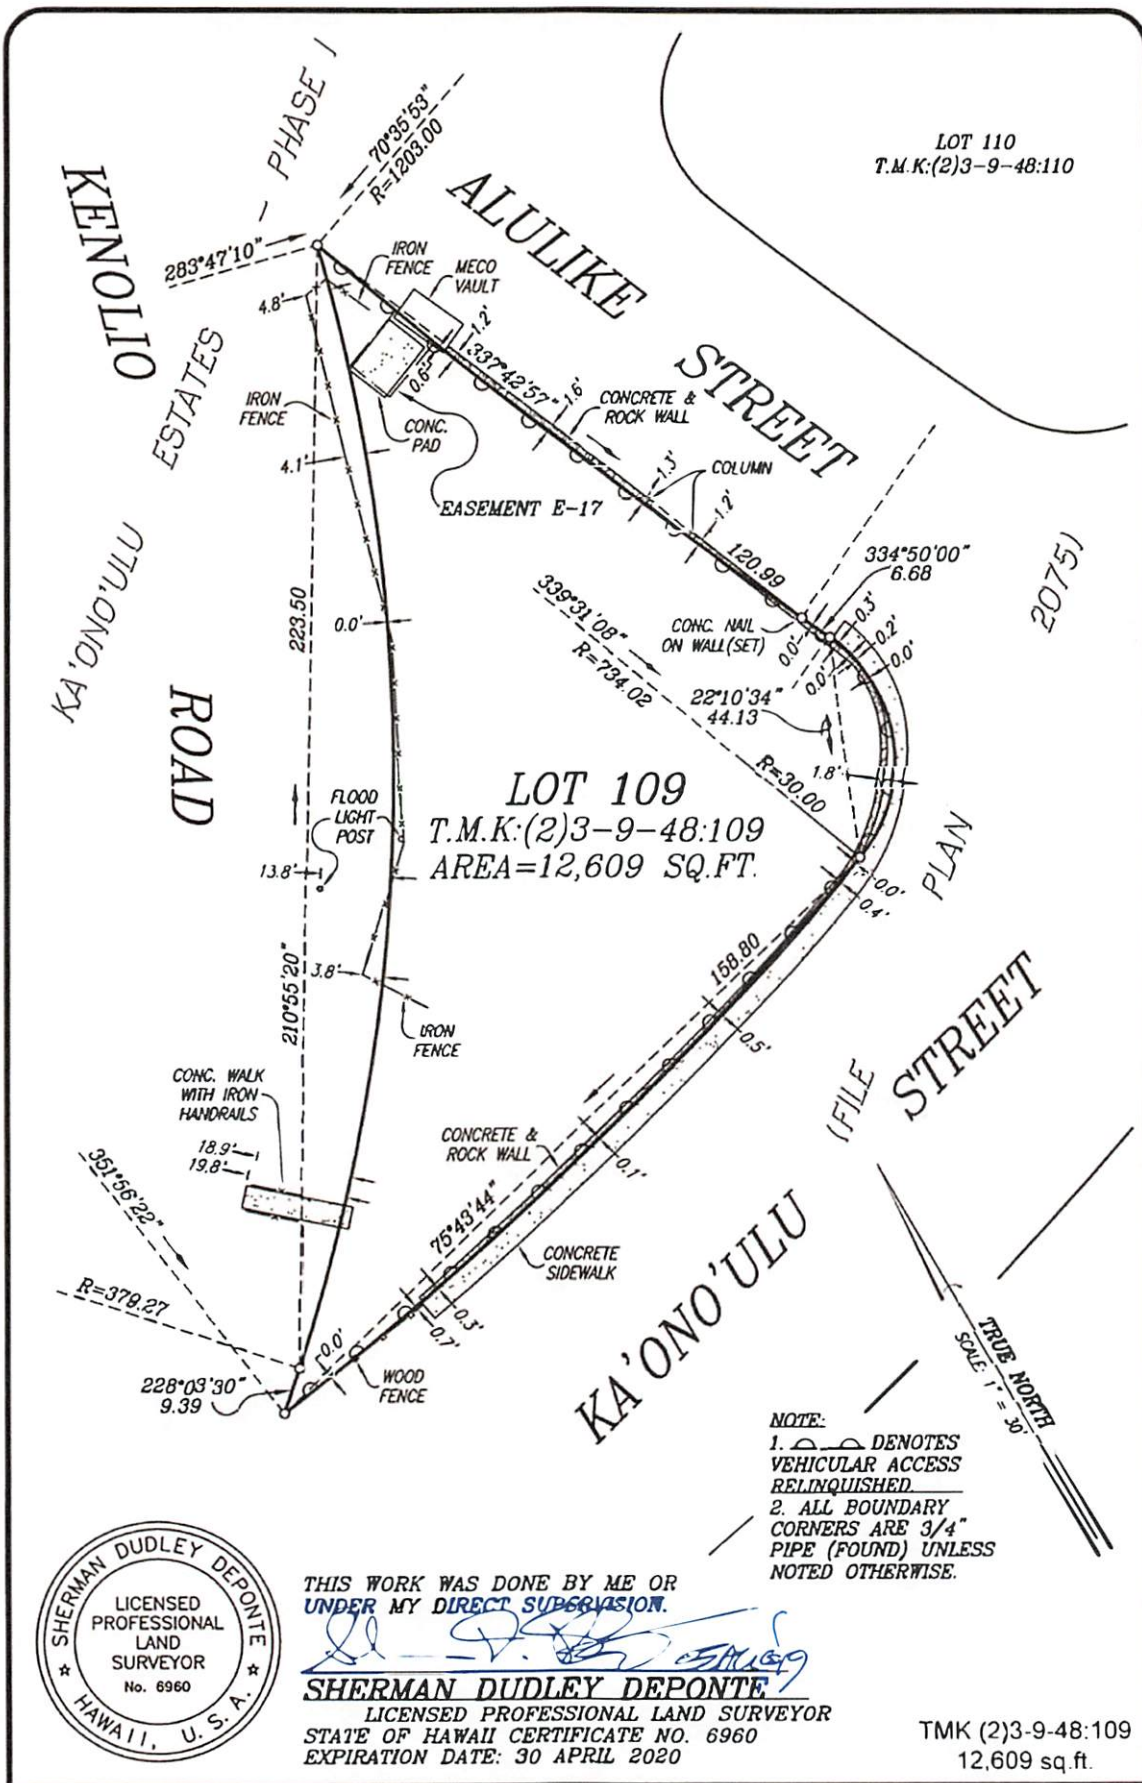 LOT 110
T.M.K:(2)3-9-48:110
KENOLIO
- PHASE I
70°35'53"
R=1203.00
ALULIKE
STREET
283°47'10"
IRON
FENCE
MECO
VAULT
4.8'
1.2'
337°42'57"
0.6'
1.6'
CONCRETE &
ROCK WALL
ESTATES
IRON
FENCE
CONC.
PAD
4.1'
1.3'
COLUMN
EASEMENT E-17
1.2'
120.99
334°50'00"
6.68
KA'ONO'ULU
223.50
0.0'
339°31'08"
R=734.02
CONC. NAIL
ON WALL(SET)
0.0'
0.3'
0.2'
0.0'
0.0'
2075)
22°10'34"
44.13
ROAD
R=30.00
1.8'
LOT 109
T.M.K:(2)3-9-48:109
AREA=12,609 SQ.FT.
FLOOD
LIGHT
POST
13.8'
PLAN
0.0'
0.4'
158.80
210°55'20"
3.8'
0.5'
IRON
FENCE
STREET
CONC. WALK
WITH IRON
HANDRAILS
18.9'
19.8'
(FILE
CONCRETE &
ROCK WALL
0.1'
351°56'22"
75°43'44"
CONCRETE
SIDEWALK
KA'ONO'ULU
R=379.27
0.3'
0.7'
0.0'
WOOD
FENCE
228°03'30"
9.39
TRUE NORTH
SCALE: 1" = 30'
NOTE:
1. DENOTES
VEHICULAR ACCESS
RELINQUISHED.
2. ALL BOUNDARY
CORNERS ARE 3/4"
PIPE (FOUND) UNLESS
NOTED OTHERWISE.
SHERMAN DUDLEY DEPONTE
LICENSED
PROFESSIONAL
LAND
SURVEYOR
No. 6960
HAWAII, U.S.A.
THIS WORK WAS DONE BY ME OR
UNDER MY DIRECT SUPERVISION.
SHERMAN DUDLEY DEPONTE
LICENSED PROFESSIONAL LAND SURVEYOR
STATE OF HAWAII CERTIFICATE NO. 6960
EXPIRATION DATE: 30 APRIL 2020
TMK (2)3-9-48:109
12,609 sq.ft.